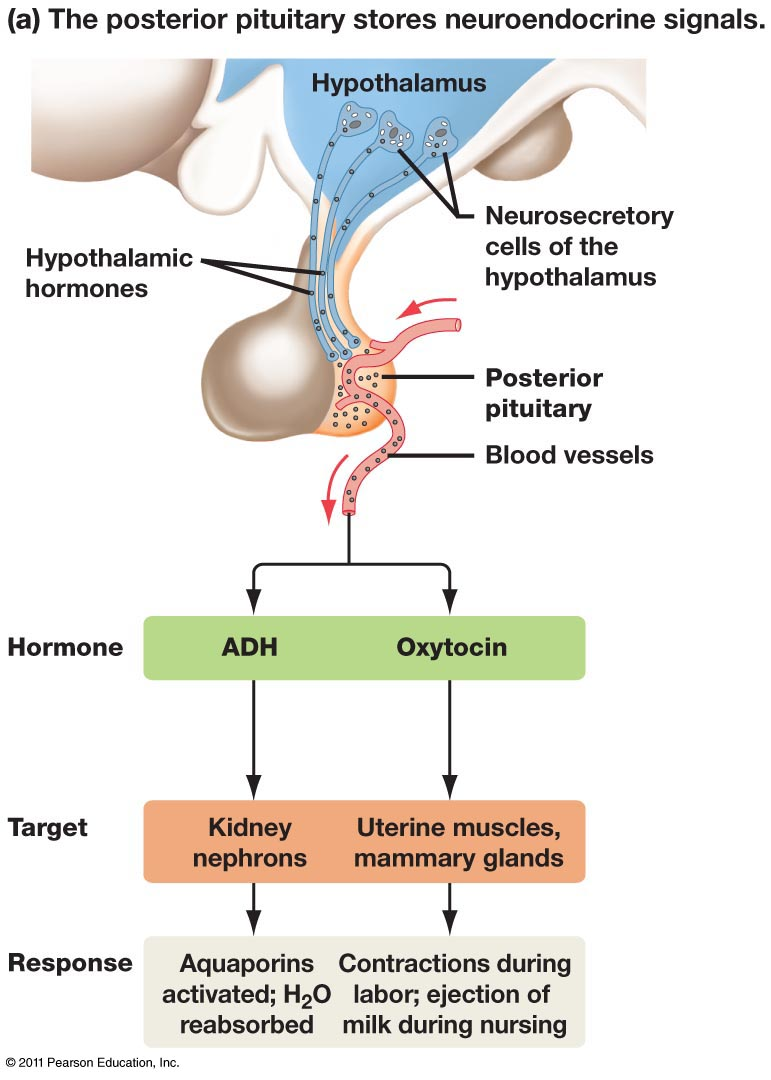 (a) The posterior pituitary stores neuroendocrine signals.
Hypothalamus
Neurosecretory
cells of the
hypothalamus
Hypothalamic
hormones
Posterior
pituitary
Blood vessels
Hormone
ADH
Oxytocin
Target
Kidney
nephrons
Uterine muscles,
mammary glands
Response
Aquaporins
activated; H₂O
reabsorbed
Contractions during
labor; ejection of
milk during nursing
© 2011 Pearson Education, Inc.